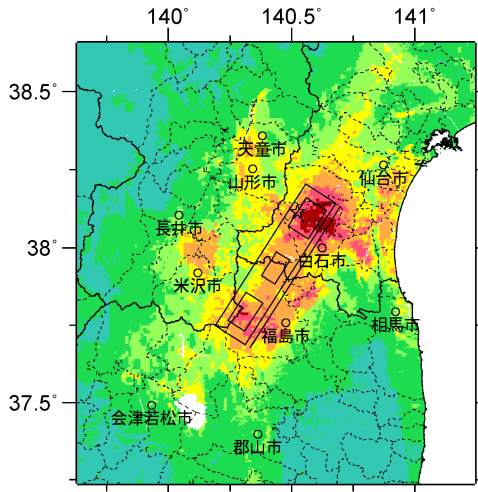 140° 140.5° 141°
38.5°
天童市
山形市
仙台市
長井市
38°
白石市
米沢市
相馬市
福島市
37.5°
会津若松市
郡山市